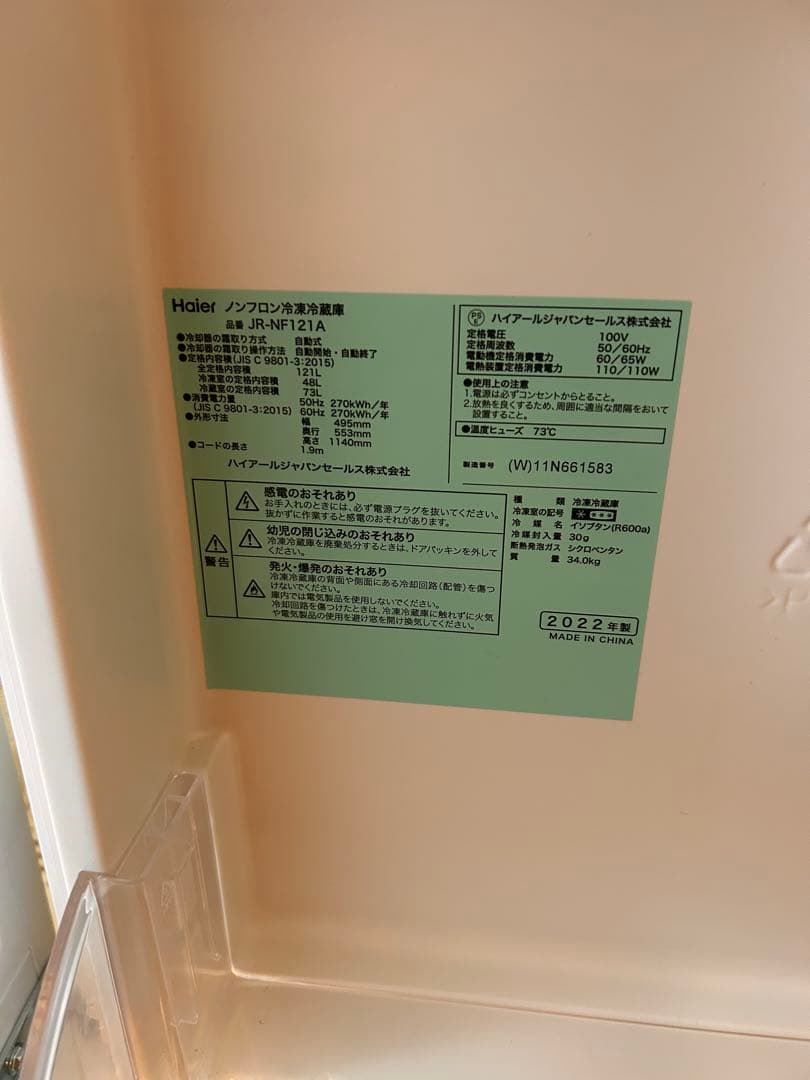 Haier ノンフロン冷凍冷蔵庫
品番 JR-NF121A
●冷却器の霜取り方式 自動式
●冷却器の霜取り操作方法 自動開始・自動終了
●定格内容積(JIS C 9801-3:2015)
全定格内容積 121L
冷凍室の定格内容積 48L
冷蔵室の定格内容積 73L
●消費電力量 50Hz 270kWh/年
(JIS C 9801-3:2015) 60Hz 270kWh/年
●外形寸法 幅 495mm
奥行 553mm
高さ 1140mm
●コードの長さ 1.9m
ハイアールジャパンセールス株式会社
PS
E
ハイアールジャパンセールス株式会社
定格電圧 100V
定格周波数 50/60Hz
電動機定格消費電力 60/65W
電熱装置定格消費電力 110/110W
●使用上の注意
1.電源は必ずコンセントからとること。
2.放熱を良くするため、周囲に適当な間隔をおいて
設置すること。
●温度ヒューズ 73℃
製造番号 (W)11N661583
警告
感電のおそれあり
お手入れのときには、必ず電源プラグを抜いてください。
抜かずに作業すると感電のおそれがあります。
幼児の閉じ込めのおそれあり
冷凍冷蔵庫を廃棄処分するときは、ドアパッキンを外して
ください。
発火・爆発のおそれあり
冷凍冷蔵庫の背面や側面にある冷却回路(配管)を傷つ
けないでください。
庫内では電気製品を使用しないでください。
冷却回路を傷つけたときは、冷凍冷蔵庫に触れずに火気
や電気製品の使用を避け窓を開け換気してください。
種類 冷凍冷蔵庫
冷凍室の記号 * ***
冷媒名 イソブタン(R600a)
冷媒封入量 30g
断熱発泡ガス シクロペンタン
質量 34.0kg
2022年製
MADE IN CHINA